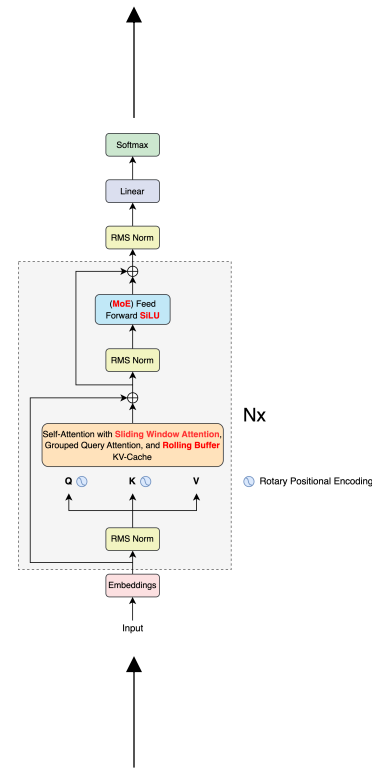 Softmax
Linear
RMS Norm
(MoE) Feed
Forward SiLU
RMS Norm
Nx
Self-Attention with Sliding Window Attention,
Grouped Query Attention, and Rolling Buffer
KV-Cache
Q K V
Rotary Positional Encoding
RMS Norm
Embeddings
Input